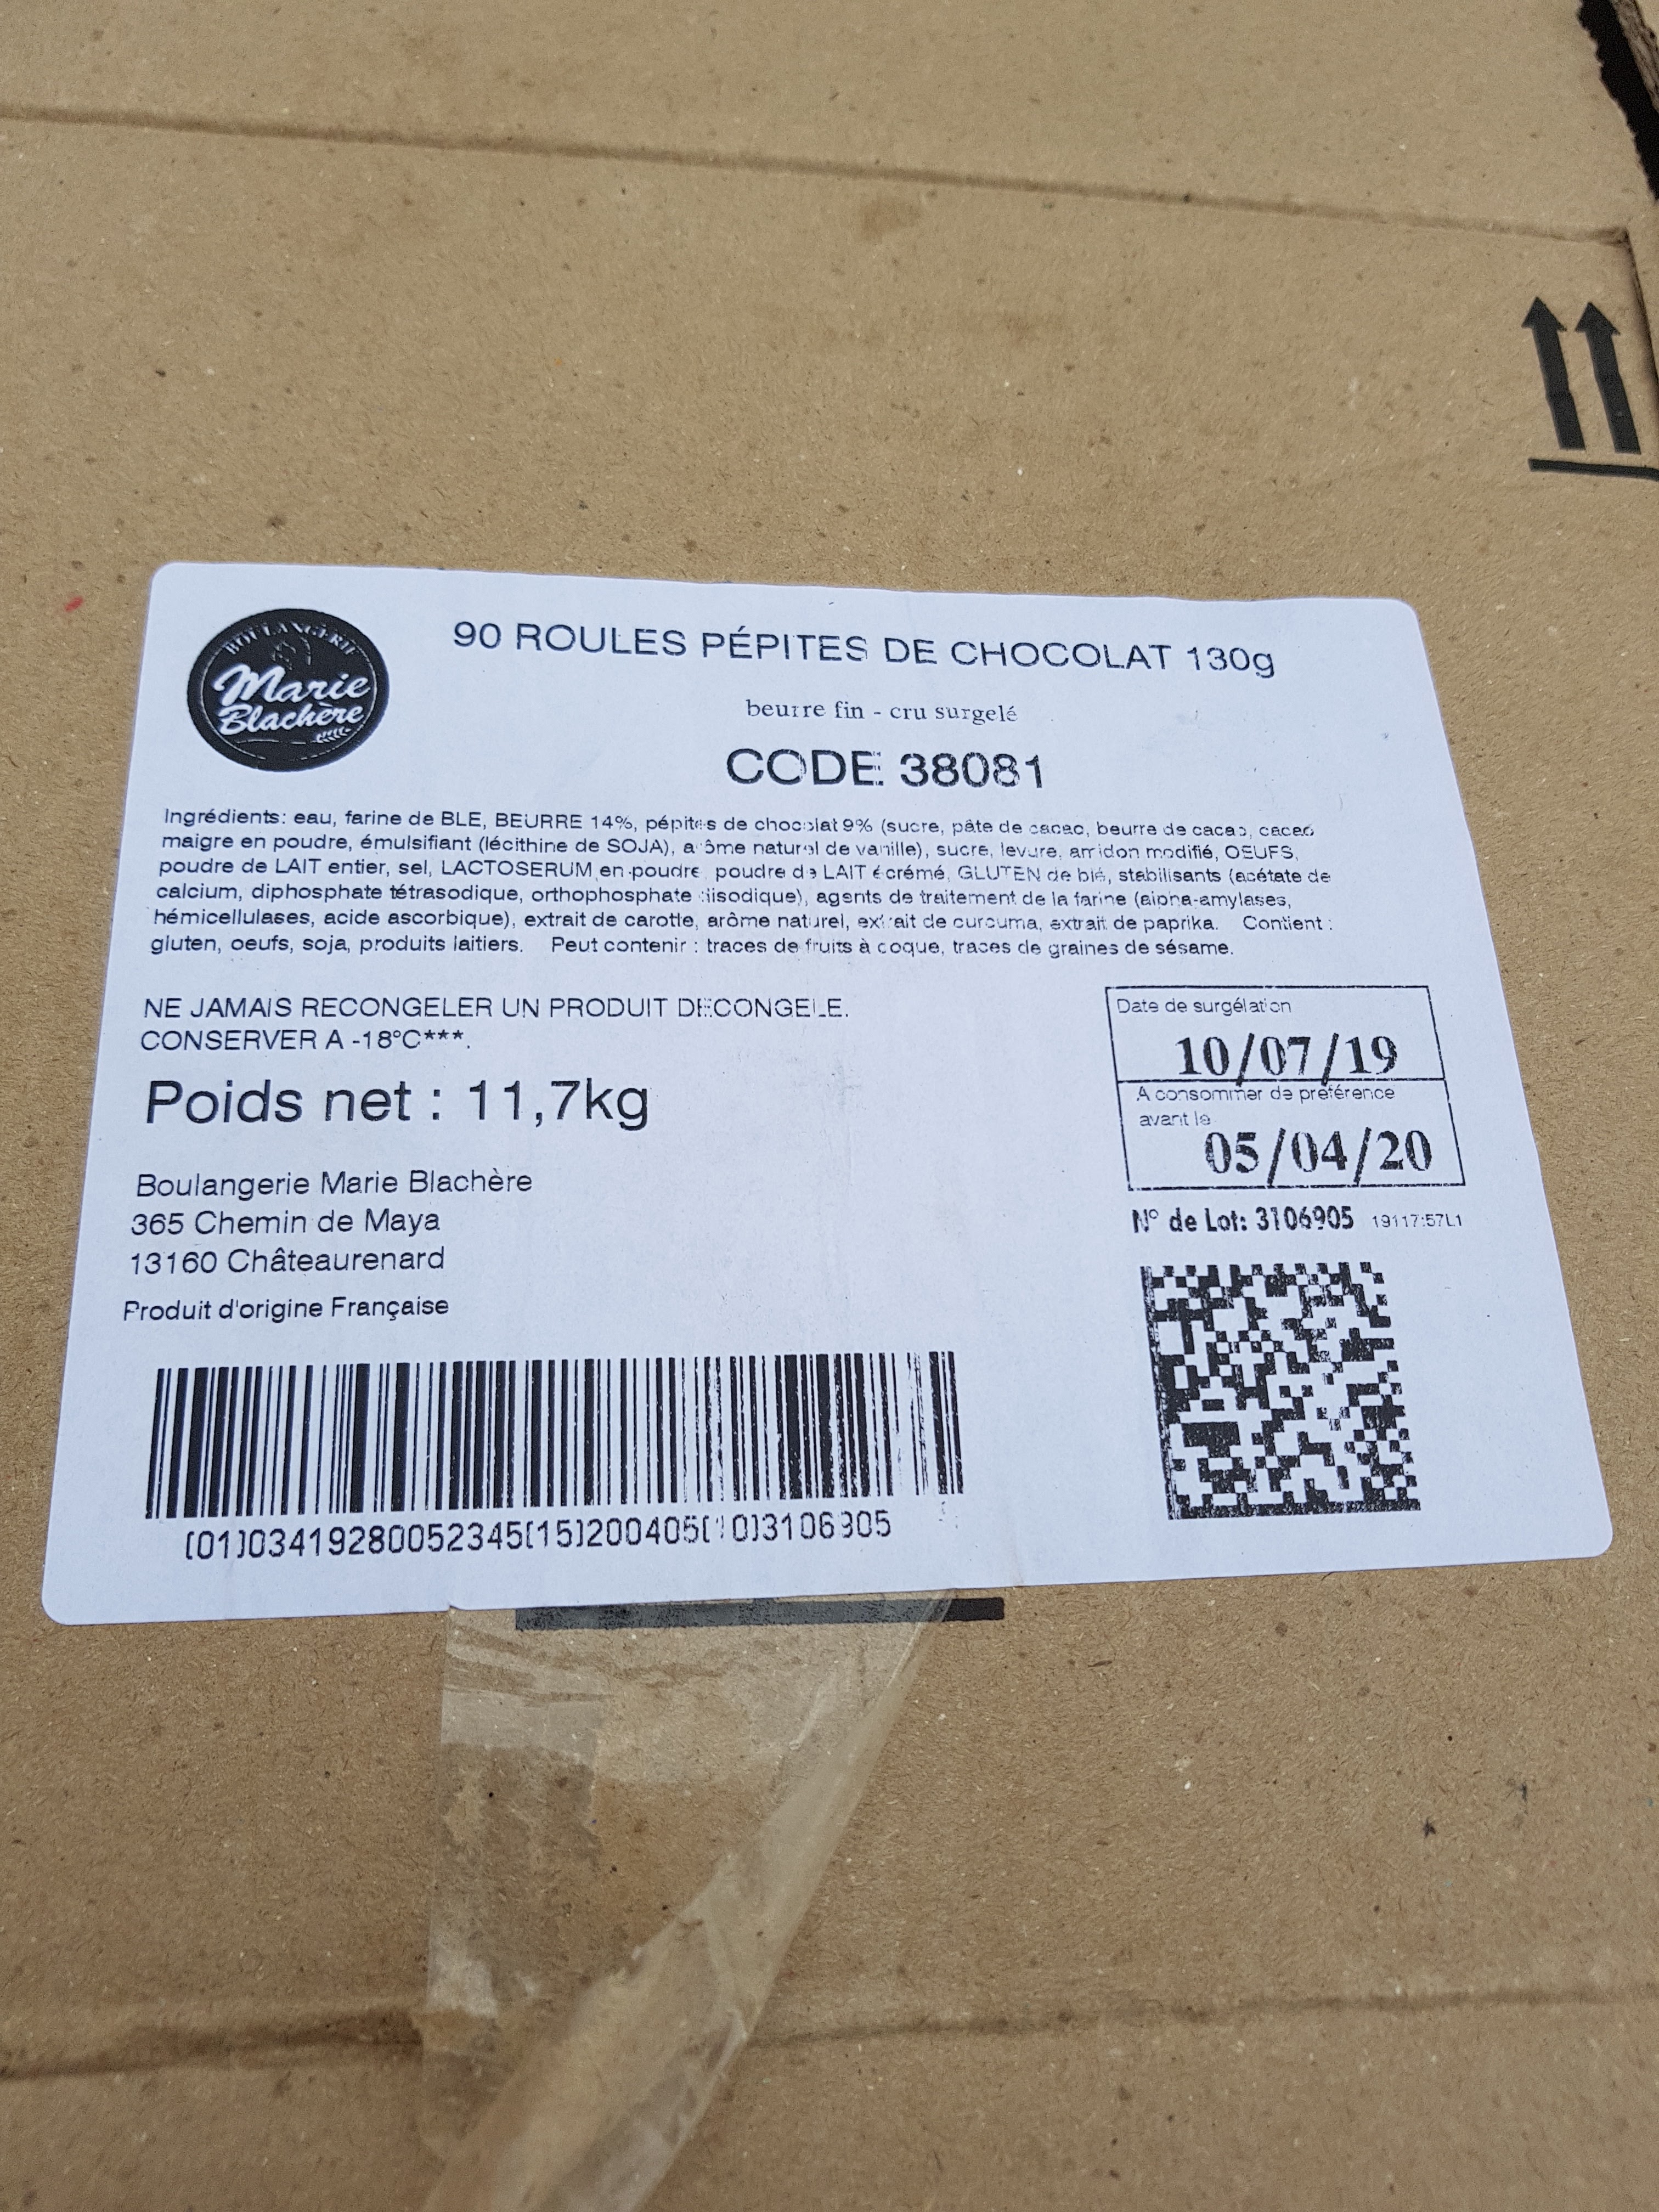 BOULANGERIE
Marie
Blachère
90 ROULES PÉPITES DE CHOCOLAT 130g
beurre fin - cru surgelé
CODE 38081
Ingrédients: eau, farine de BLE, BEURRE 14%, pépites de chocolat 9% (sucre, pâte de cacao, beurre de cacao, cacao
maigre en poudre, émulsifiant (lécithine de SOJA), arôme naturel de vanille), sucre, levure, amidon modifié, OEUFS,
poudre de LAIT entier, sel, LACTOSERUM en poudre, poudre de LAIT écrémé, GLUTEN de blé, stabilisants (acétate de
calcium, diphosphate tétrasodique, orthophosphate diisodique), agents de traitement de la farine (alpha-amylases,
hémicellulases, acide ascorbique), extrait de carotte, arôme naturel, extrait de curcuma, extrait de paprika. Contient :
gluten, oeufs, soja, produits laitiers. Peut contenir : traces de fruits à coque, traces de graines de sésame.
NE JAMAIS RECONGELER UN PRODUIT DECONGELE.
CONSERVER A -18°C***.
Poids net : 11,7kg
Boulangerie Marie Blachère
365 Chemin de Maya
13160 Châteaurenard
Produit d'origine Française
Date de surgélation
10/07/19
A consommer de préférence
avant le
05/04/20
N° de Lot: 3106905 19117:57L1
(01)03419280052345(15)200405(10)3106905